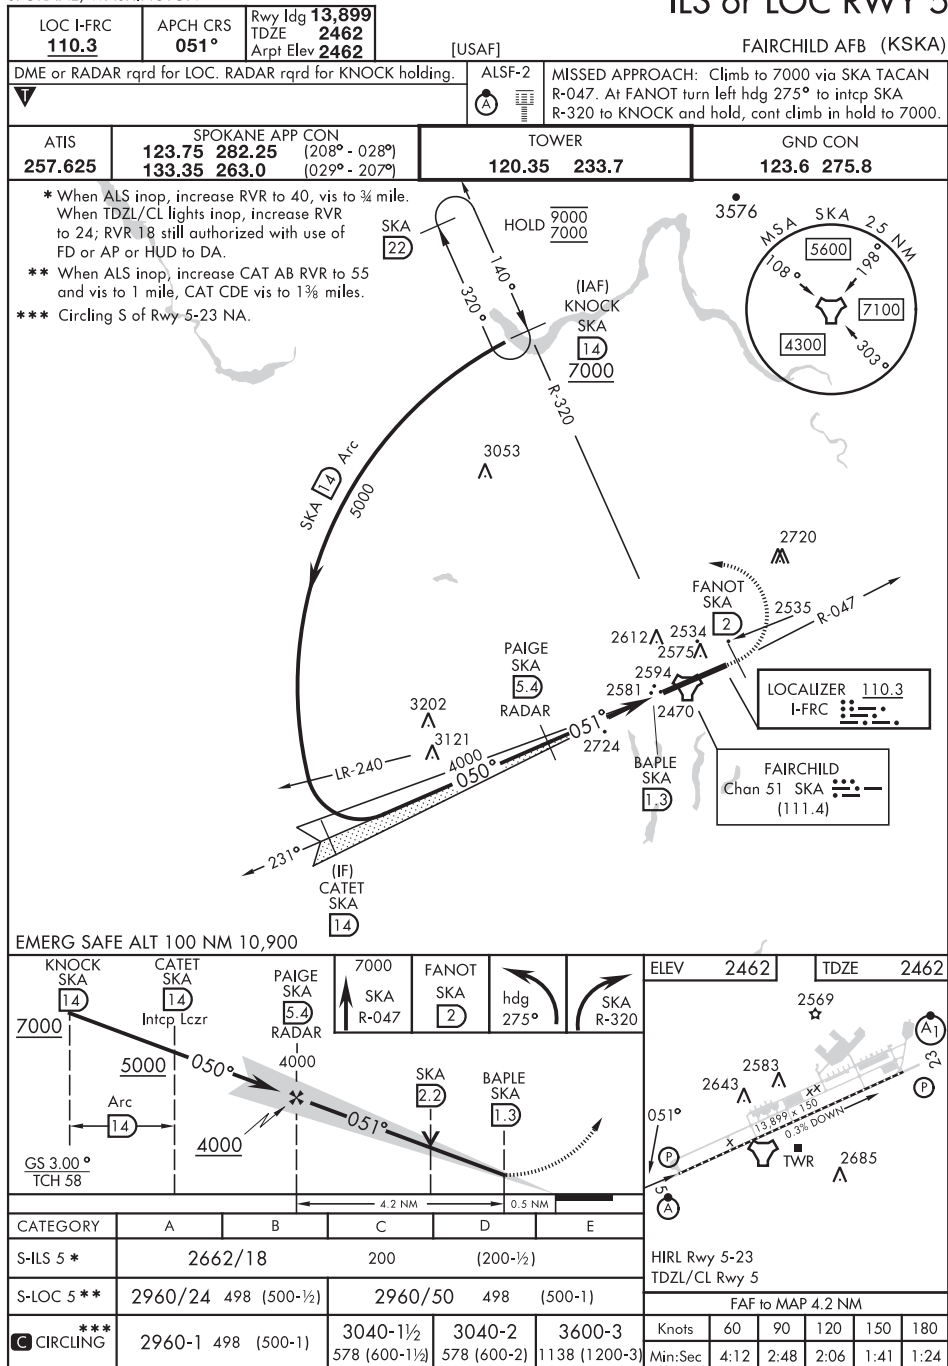 ILS or LOC RWY 5
LOC I-FRC
110.3
APCH CRS
051°
Rwy ldg 13,899
TDZE 2462
Arpt Elev 2462
[USAF]
FAIRCHILD AFB (KSKA)
DME or RADAR rqrd for LOC. RADAR rqrd for KNOCK holding.
T
ALSF-2
A
MISSED APPROACH: Climb to 7000 via SKA TACAN
R-047. At FANOT turn left hdg 275° to intcp SKA
R-320 to KNOCK and hold, cont climb in hold to 7000.
ATIS
257.625
SPOKANE APP CON
123.75 282.25 (208° - 028°)
133.35 263.0 (029° - 207°)
TOWER
120.35 233.7
GND CON
123.6 275.8
* When ALS inop, increase RVR to 40, vis to ¾ mile.
When TDZL/CL lights inop, increase RVR
to 24; RVR 18 still authorized with use of
FD or AP or HUD to DA.
** When ALS inop, increase CAT AB RVR to 55
and vis to 1 mile, CAT CDE vis to 1⅜ miles.
*** Circling S of Rwy 5-23 NA.
SKA
22
HOLD 9000
7000
140°
320°
(IAF)
KNOCK
SKA
14
7000
R-320
3576
MSA SKA 25 NM
5600
108°
198°
7100
4300
303°
SKA 14 Arc
5000
3053
2720
FANOT
SKA
2
2535
R-047
2612
2534
2575
2594
2581
2470
2724
PAIGE
SKA
5.4
RADAR
LOCALIZER 110.3
I-FRC
FAIRCHILD
Chan 51 SKA
(111.4)
BAPLE
SKA
1.3
3202
3121
LR-240
4000
050°
051°
231°
(IF)
CATET
SKA
14
EMERG SAFE ALT 100 NM 10,900
KNOCK
SKA
14
7000
CATET
SKA
14
Intcp Lczr
5000
Arc
14
050°
PAIGE
SKA
5.4
RADAR
4000
4000
051°
SKA
2.2
BAPLE
SKA
1.3
GS 3.00°
TCH 58
4.2 NM
0.5 NM
7000
SKA
R-047
FANOT
SKA
2
hdg
275°
SKA
R-320
ELEV 2462
TDZE 2462
2569
A1
23
P
2583
2643
X X
X
13,899 x 150
0.3% DOWN
051°
P
TWR
2685
5
A
HIRL Rwy 5-23
TDZL/CL Rwy 5
FAF to MAP 4.2 NM
Knots 60 90 120 150 180
Min:Sec 4:12 2:48 2:06 1:41 1:24
CATEGORY A B C D E
S-ILS 5 * 2662/18 200 (200-½)
S-LOC 5 ** 2960/24 498 (500-½) 2960/50 498 (500-1)
C CIRCLING *** 2960-1 498 (500-1) 3040-1½ 578 (600-1½) 3040-2 578 (600-2) 3600-3 1138 (1200-3)